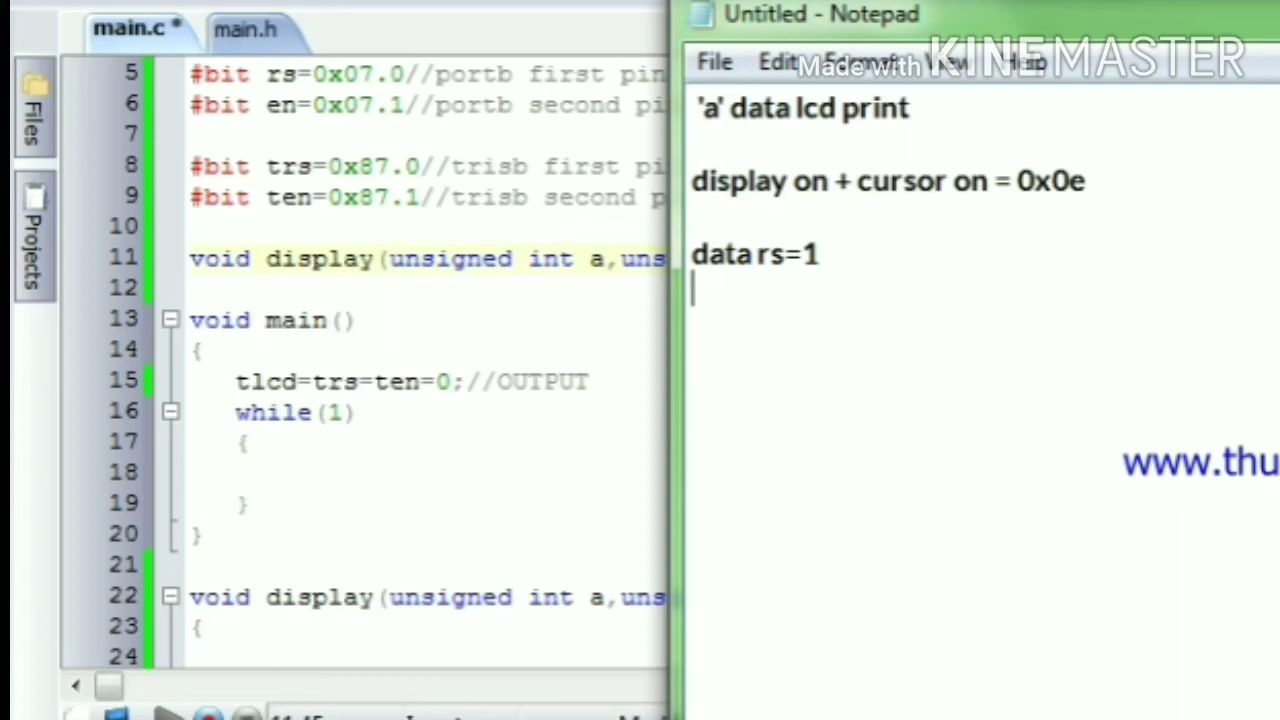 main.c *
main.h
Files
Projects
5 #bit rs=0x07.0//portb first pin
6 #bit en=0x07.1//portb second pi
7
8 #bit trs=0x87.0//trisb first pi
9 #bit ten=0x87.1//trisb second p
10
11 void display(unsigned int a,uns
12
13 void main()
14 {
15 tlcd=trs=ten=0;//OUTPUT
16 while(1)
17 {
18
19 }
20 }
21
22 void display(unsigned int a,uns
23 {
24
Untitled - Notepad
File Edit Format View Help
Made with KINEMASTER
'a' data lcd print
display on + cursor on = 0x0e
data rs=1
www.thu